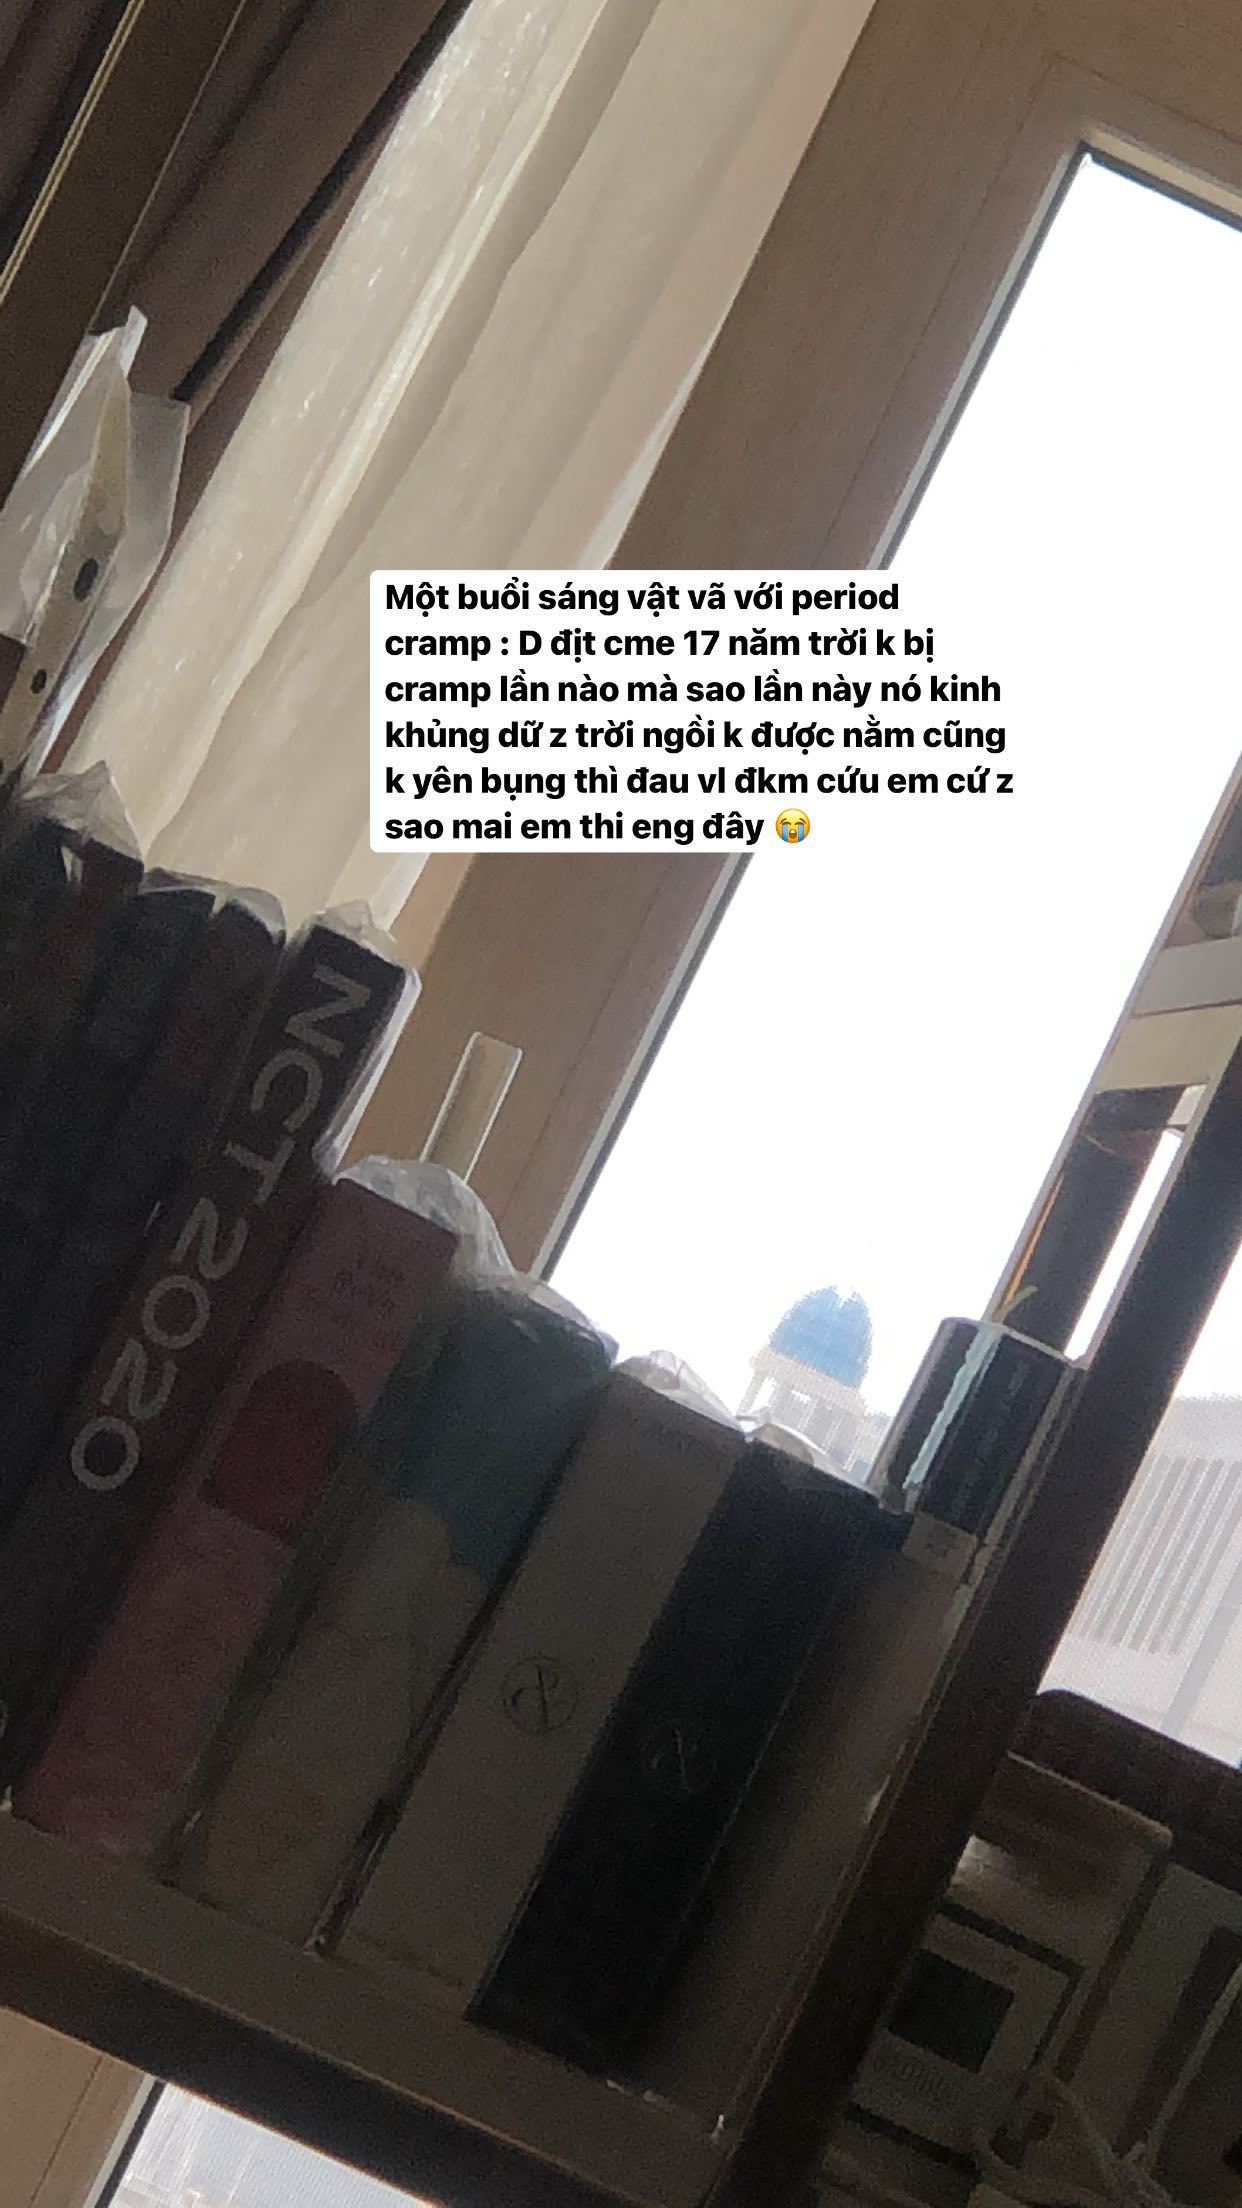 Một buổi sáng vật vã với period
cramp : D địt cme 17 năm trời k bị
cramp lần nào mà sao lần này nó kinh
khủng dữ z trời ngồi k được nằm cũng
k yên bụng thì đau vl đkm cứu em cứ z
sao mai em thi eng đây 😭
NCT 2020